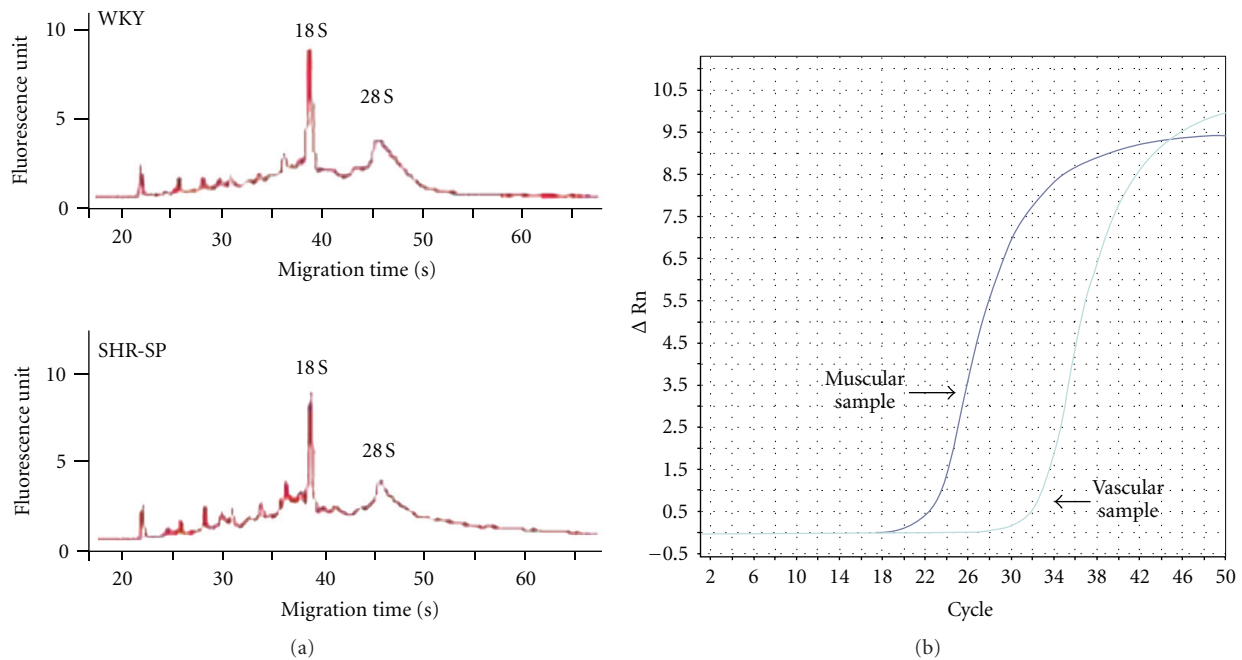 WKY
18 S
28 S
Fluorescence unit
10
5
0
20 30 40 50 60
Migration time (s)
SHR-SP
18 S
28 S
Fluorescence unit
10
5
0
20 30 40 50 60
Migration time (s)
(a)
Δ Rn
10.5
9.5
8.5
7.5
6.5
5.5
4.5
3.5
2.5
1.5
0.5
−0.5
Muscular
sample
Vascular
sample
2 6 10 14 18 22 26 30 34 38 42 46 50
Cycle
(b)